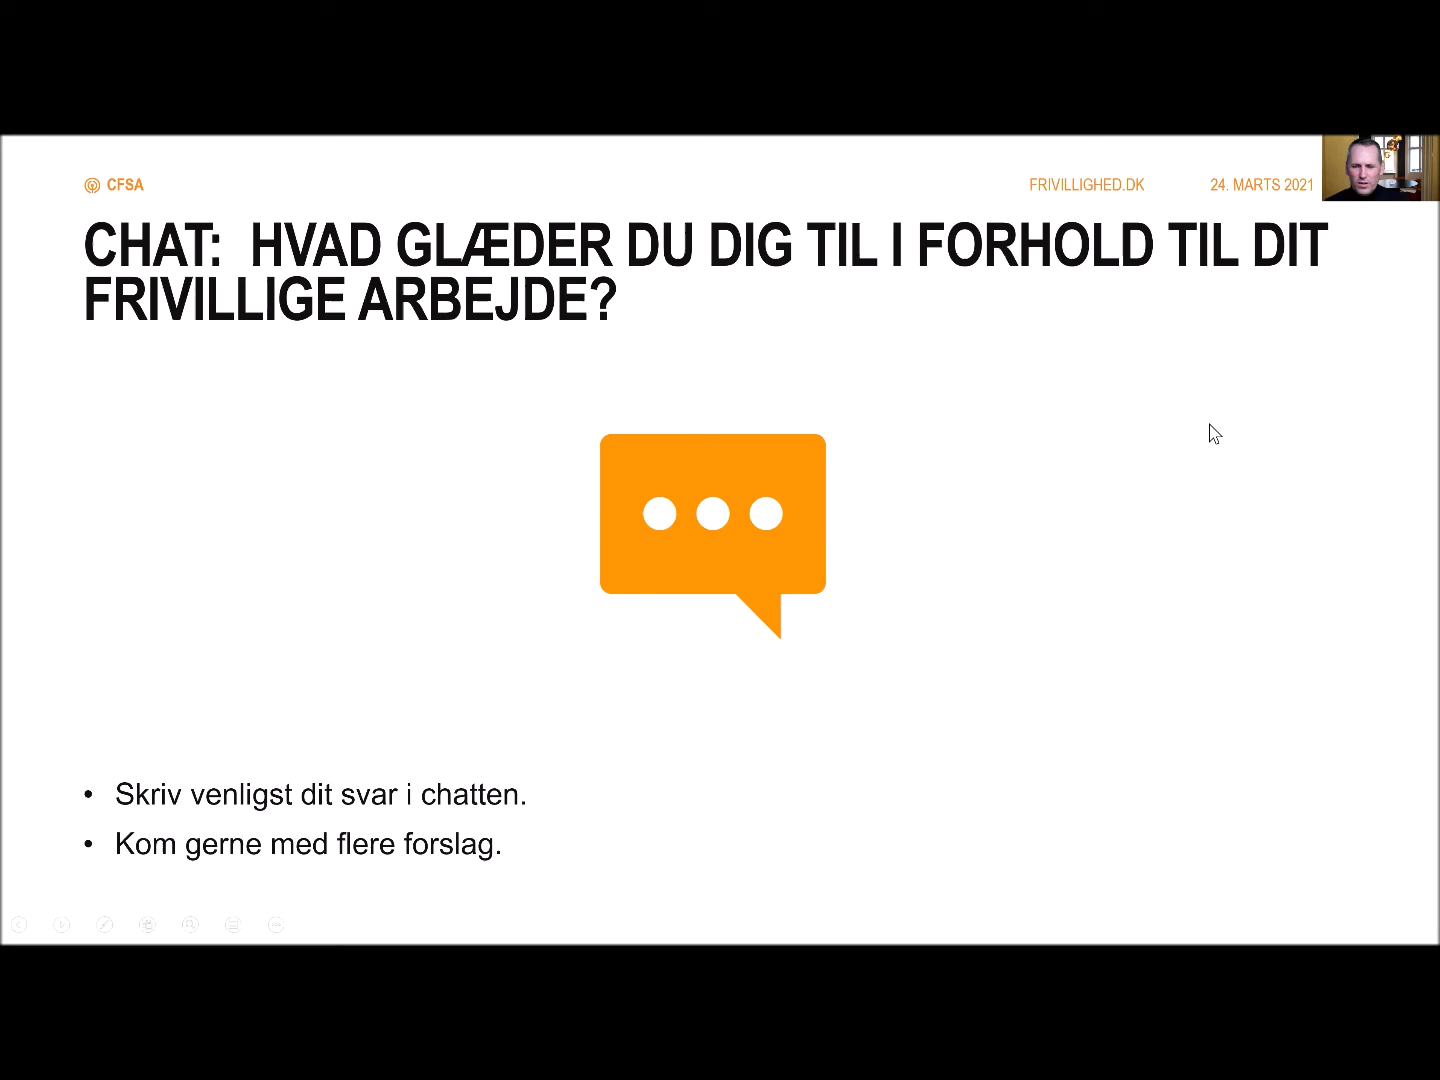 CFSA
FRIVILLIGHED.DK
24. MARTS 2021
CHAT: HVAD GLÆDER DU DIG TIL I FORHOLD TIL DIT
FRIVILLIGE ARBEJDE?
• Skriv venligst dit svar i chatten.
• Kom gerne med flere forslag.